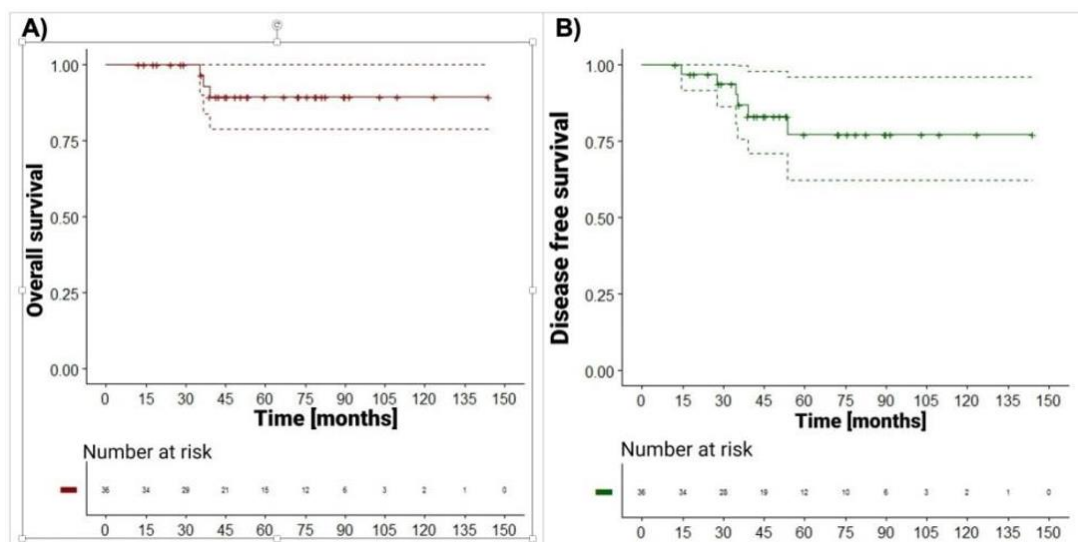 A)
Overall survival
1.00
0.75
0.50
0.25
0.00
0 15 30 45 60 75 90 105 120 135 150
Time [months]
Number at risk
36 34 29 21 15 12 6 3 2 1 0
0 15 30 45 60 75 90 105 120 135 150
B)
Disease free survival
1.00
0.75
0.50
0.25
0.00
0 15 30 45 60 75 90 105 120 135 150
Time [months]
Number at risk
36 34 28 19 12 10 6 3 2 1 0
0 15 30 45 60 75 90 105 120 135 150